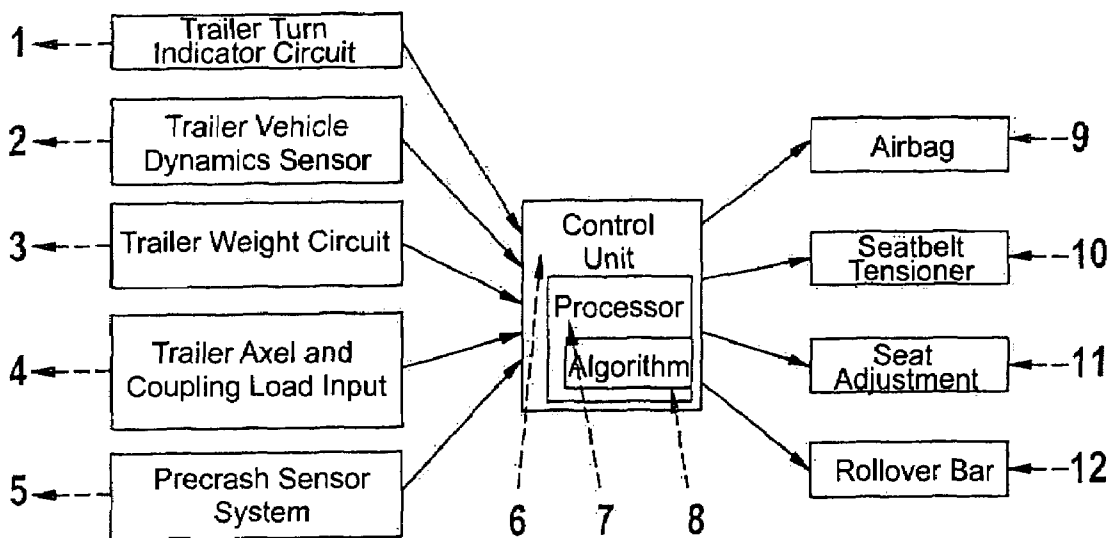 1
Trailer Turn
Indicator Circuit
2
Trailer Vehicle
Dynamics Sensor
3
Trailer Weight Circuit
4
Trailer Axel and
Coupling Load Input
5
Precrash Sensor
System
Control
Unit
Processor
Algorithm
6
7
8
Airbag
9
Seatbelt
Tensioner
10
Seat
Adjustment
11
Rollover Bar
12